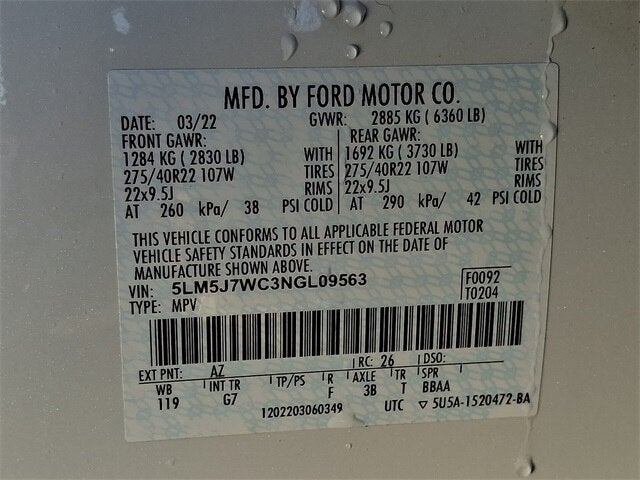 MFD. BY FORD MOTOR CO.
DATE: 03/22 GVWR: 2885 KG ( 6360 LB)
FRONT GAWR: REAR GAWR:
1284 KG ( 2830 LB) WITH 1692 KG ( 3730 LB) WITH
275/40R22 107W TIRES 275/40R22 107W TIRES
22x9.5J RIMS 22x9.5J RIMS
AT 260 kPa/ 38 PSI COLD AT 290 kPa/ 42 PSI COLD
THIS VEHICLE CONFORMS TO ALL APPLICABLE FEDERAL MOTOR
VEHICLE SAFETY STANDARDS IN EFFECT ON THE DATE OF
MANUFACTURE SHOWN ABOVE.
VIN: 5LM5J7WC3NGL09563 F0092
TYPE: MPV T0204
EXT PNT: AZ RC: 26 DSO:
WB INT TR TP/PS R AXLE TR SPR
119 G7 F 3B T BBAA
1202203060349 UTC ▽ 5U5A-1520472-BA